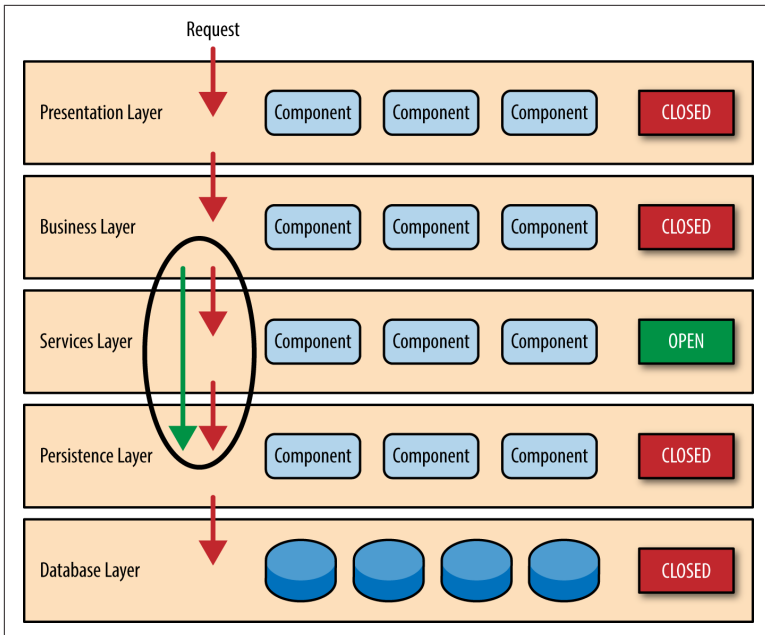 Request
Presentation Layer Component Component Component CLOSED
Business Layer Component Component Component CLOSED
Services Layer Component Component Component OPEN
Persistence Layer Component Component Component CLOSED
Database Layer CLOSED